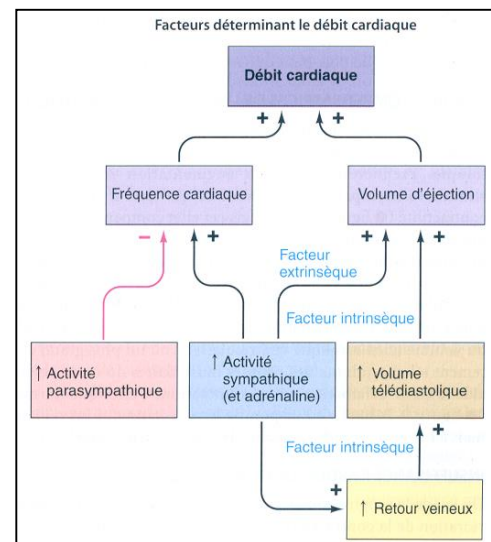 Facteurs déterminant le débit cardiaque
Débit cardiaque
+ +
Fréquence cardiaque
Volume d'éjection
− +
+ +
Facteur
extrinsèque
Facteur intrinsèque
↑ Activité
parasympathique
↑ Activité
sympathique
(et adrénaline)
↑ Volume
télédiastolique
Facteur intrinsèque
+
+
↑ Retour veineux